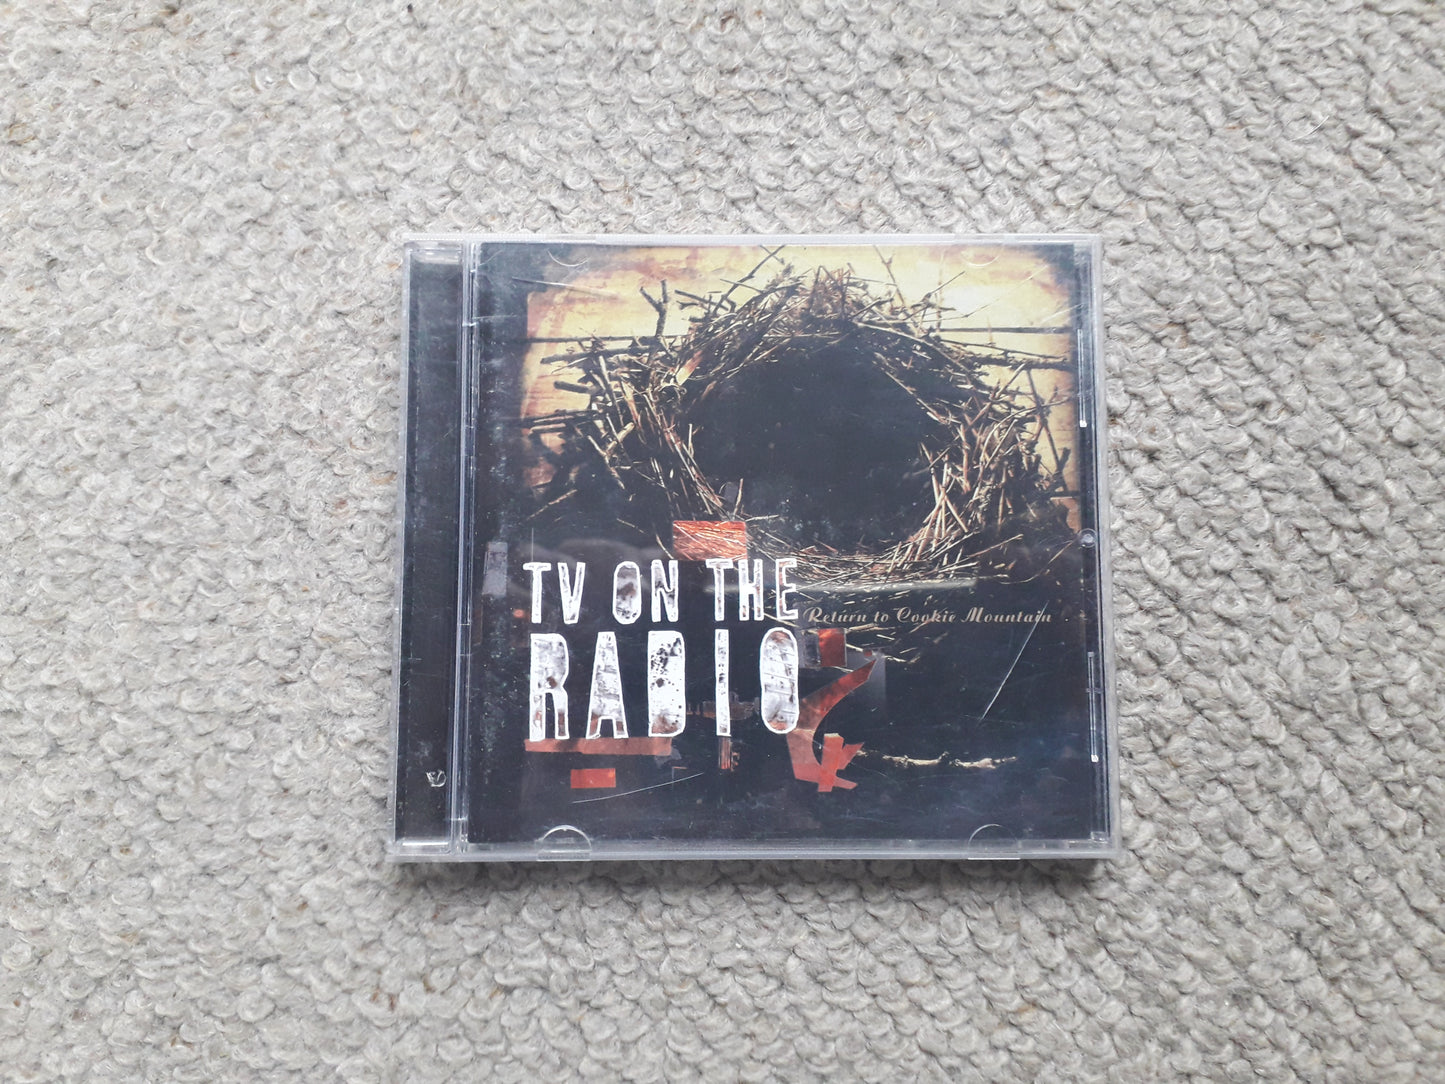 TV ON THE
RADIO
Return to Cookie Mountain